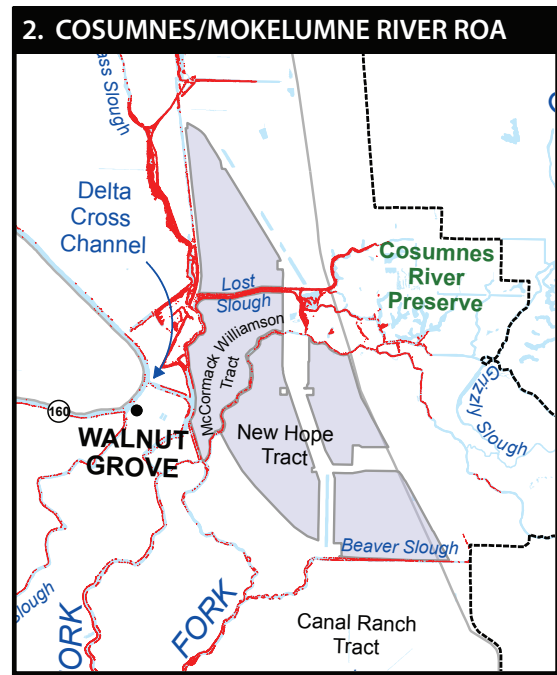 2. COSUMNES/MOKELUMNE RIVER ROA
ass Slough
Delta
Cross
Channel
Cosumnes
River
Preserve
Lost
Slough
McCormack Williamson
Tract
Grizzly Slough
160
WALNUT
GROVE
New Hope
Tract
Beaver Slough
slough
ORK
FORK
Canal Ranch
Tract